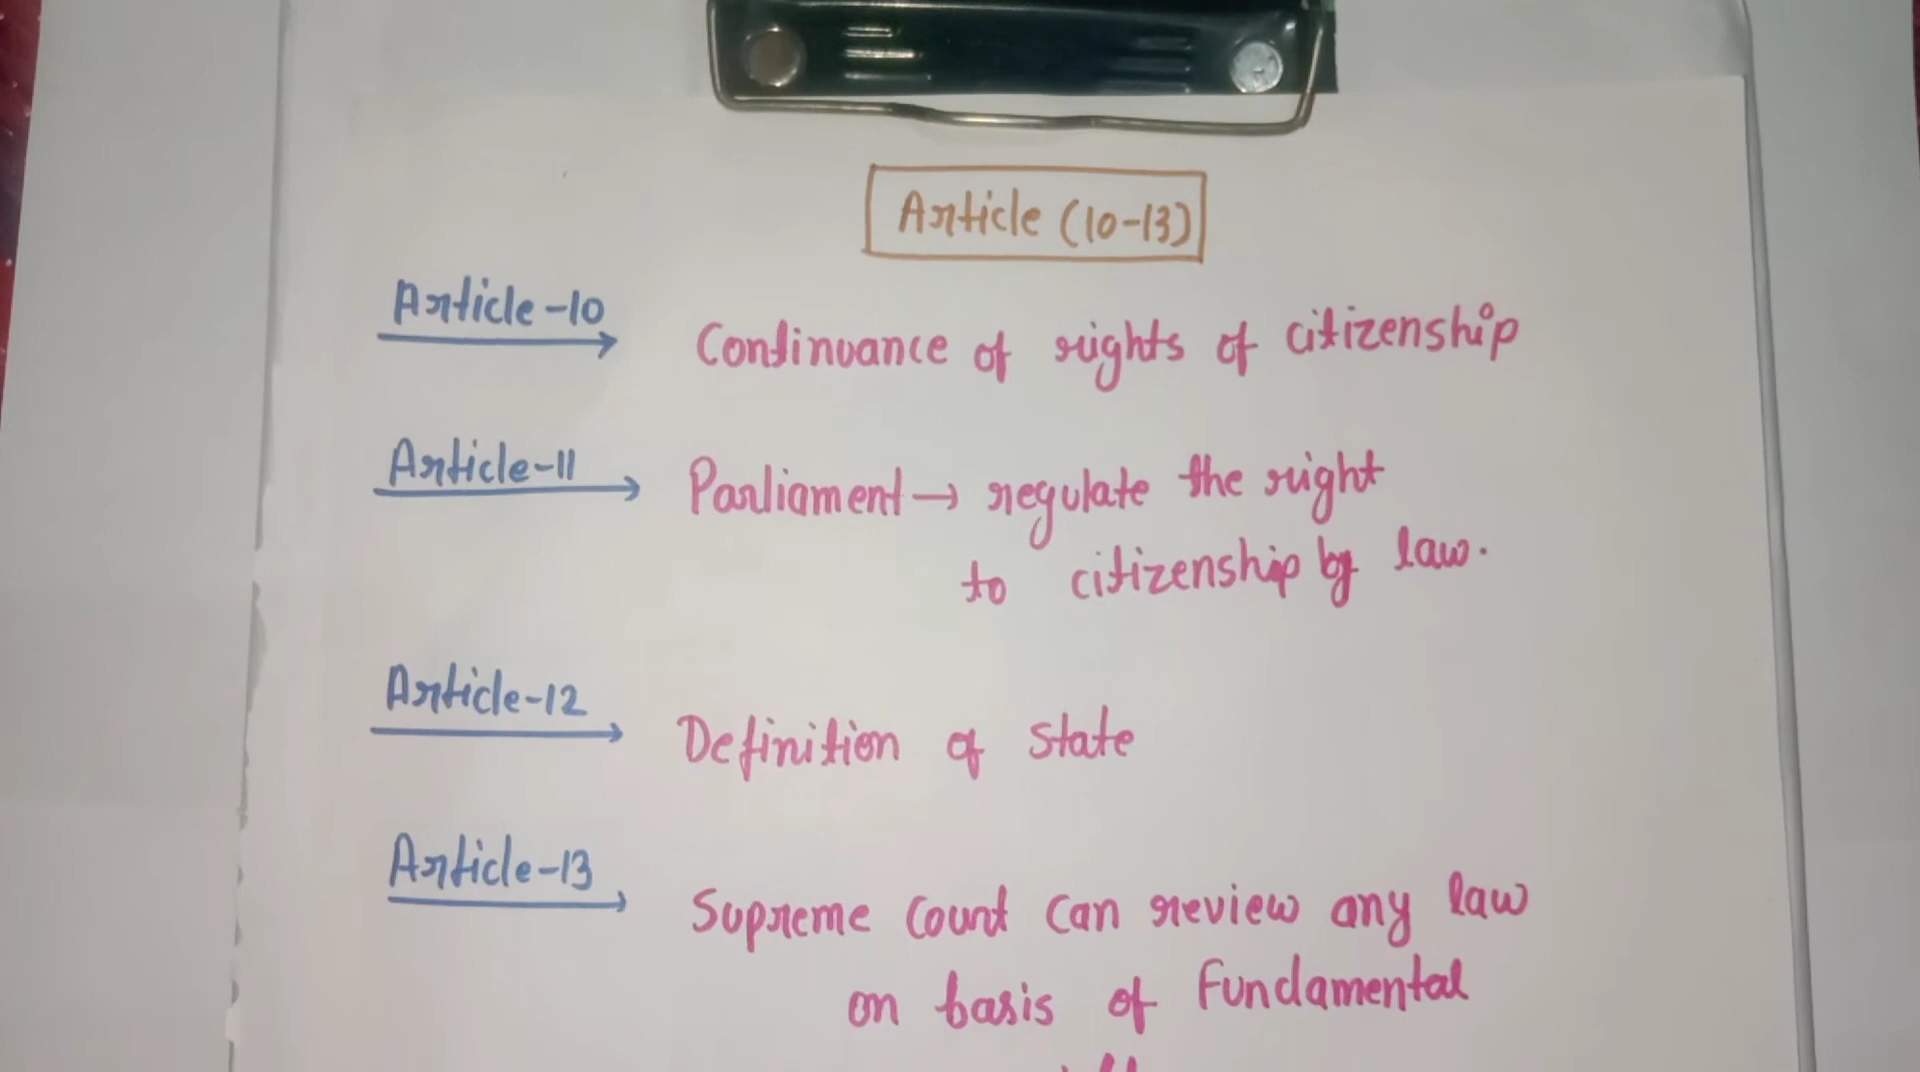 Article (10-13)
Article-10
Continuance of rights of citizenship
Article-11
Parliament → regulate the right
to citizenship by law.
Article-12
Definition of state
Article-13
Supreme Court can review any law
on basis of Fundamental